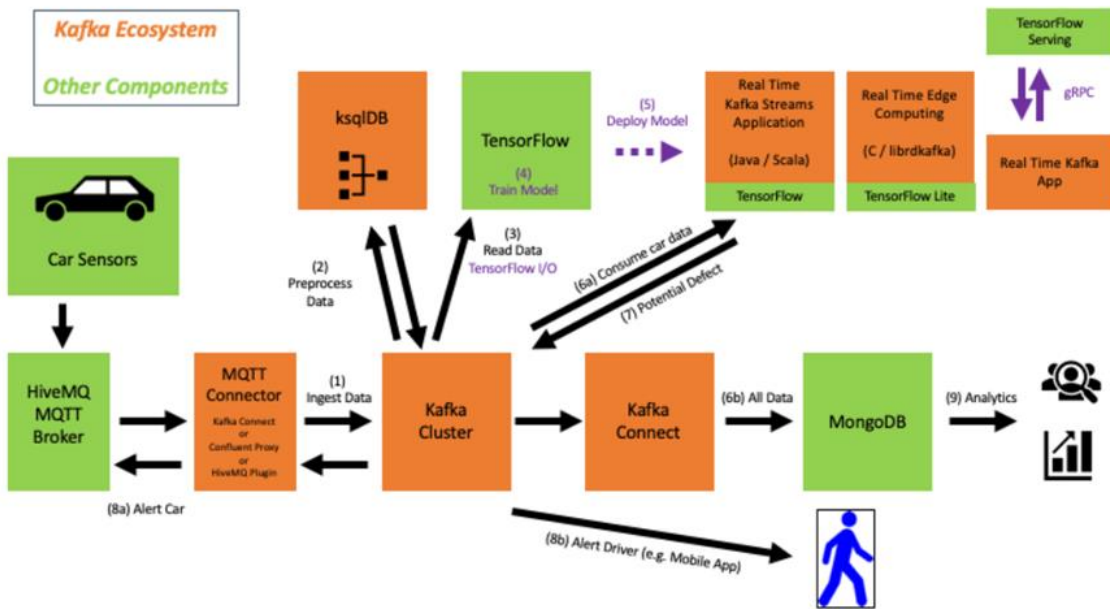 Kafka Ecosystem
Other Components
Car Sensors
HiveMQ
MQTT
Broker
MQTT
Connector
Kafka Connect
or
Confluent Proxy
or
HiveMQ Plugin
(8a) Alert Car
(1)
Ingest Data
ksqlDB
(2)
Preprocess
Data
TensorFlow
(4)
Train Model
(3)
Read Data
TensorFlow I/O
(5)
Deploy Model
Real Time
Kafka Streams
Application
(Java / Scala)
TensorFlow
Real Time Edge
Computing
(C / librdkafka)
TensorFlow Lite
TensorFlow
Serving
gRPC
Real Time Kafka
App
(6a) Consume car data
(7) Potential Defect
Kafka
Cluster
Kafka
Connect
(6b) All Data
MongoDB
(9) Analytics
(8b) Alert Driver (e.g. Mobile App)